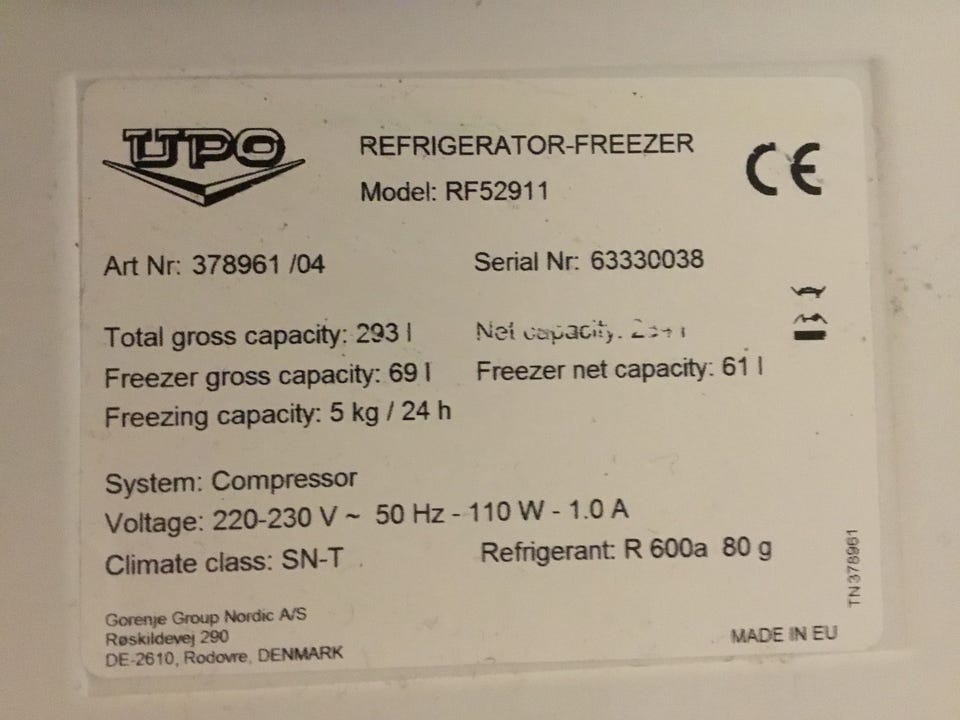 UPO
REFRIGERATOR-FREEZER
Model: RF52911
CE
Art Nr: 378961 /04
Serial Nr: 63330038
Total gross capacity: 293 l
Net capacity:
Freezer gross capacity: 69 l
Freezer net capacity: 61 l
Freezing capacity: 5 kg / 24 h
System: Compressor
Voltage: 220-230 V ~ 50 Hz - 110 W - 1.0 A
Climate class: SN-T
Refrigerant: R 600a 80 g
TN378961
Gorenje Group Nordic A/S
Røskildevej 290
DE-2610, Rodovre, DENMARK
MADE IN EU